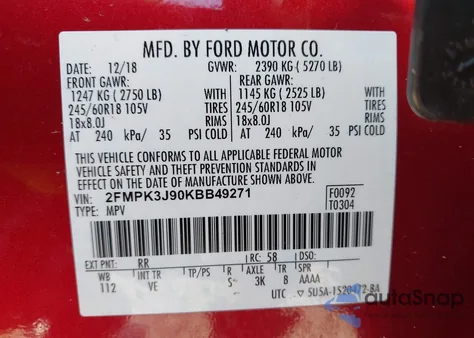 MFD. BY FORD MOTOR CO.
DATE: 12/18 GVWR: 2390 KG ( 5270 LB)
FRONT GAWR: REAR GAWR:
1247 KG ( 2750 LB) WITH 1145 KG ( 2525 LB) WITH
245/60R18 105V TIRES 245/60R18 105V TIRES
18x8.0J RIMS 18x8.0J RIMS
AT 240 kPa/ 35 PSI COLD AT 240 kPa/ 35 PSI COLD
THIS VEHICLE CONFORMS TO ALL APPLICABLE FEDERAL MOTOR
VEHICLE SAFETY AND THEFT PREVENTION STANDARDS IN EFFECT
ON THE DATE OF MANUFACTURE SHOWN ABOVE.
VIN: 2FMPK3J90KBB49271 F0092
TYPE: MPV T0304
EXT PNT: RR RC: 58 DSO:
WB INT TR TP/PS R AXLE TR SPR
112 VE S 3K B AAAA
UTC 5U5A-1520472-BA
autoSnap